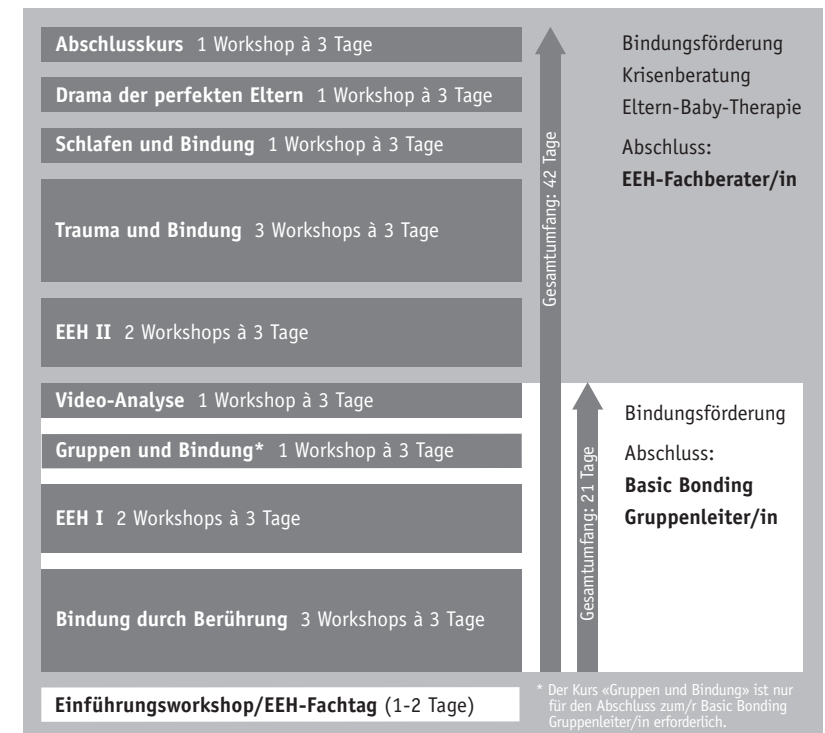 Abschlusskurs 1 Workshop à 3 Tage
Drama der perfekten Eltern 1 Workshop à 3 Tage
Schlafen und Bindung 1 Workshop à 3 Tage
Trauma und Bindung 3 Workshops à 3 Tage
EEH II 2 Workshops à 3 Tage
Video-Analyse 1 Workshop à 3 Tage
Gruppen und Bindung* 1 Workshop à 3 Tage
EEH I 2 Workshops à 3 Tage
Bindung durch Berührung 3 Workshops à 3 Tage
Einführungsworkshop/EEH-Fachtag (1-2 Tage)
Gesamtumfang: 42 Tage
Gesamtumfang: 21 Tage
Bindungsförderung
Krisenberatung
Eltern-Baby-Therapie
Abschluss:
EEH-Fachberater/in
Bindungsförderung
Abschluss:
Basic Bonding
Gruppenleiter/in
* Der Kurs «Gruppen und Bindung» ist nur
für den Abschluss zum/r Basic Bonding
Gruppenleiter/in erforderlich.